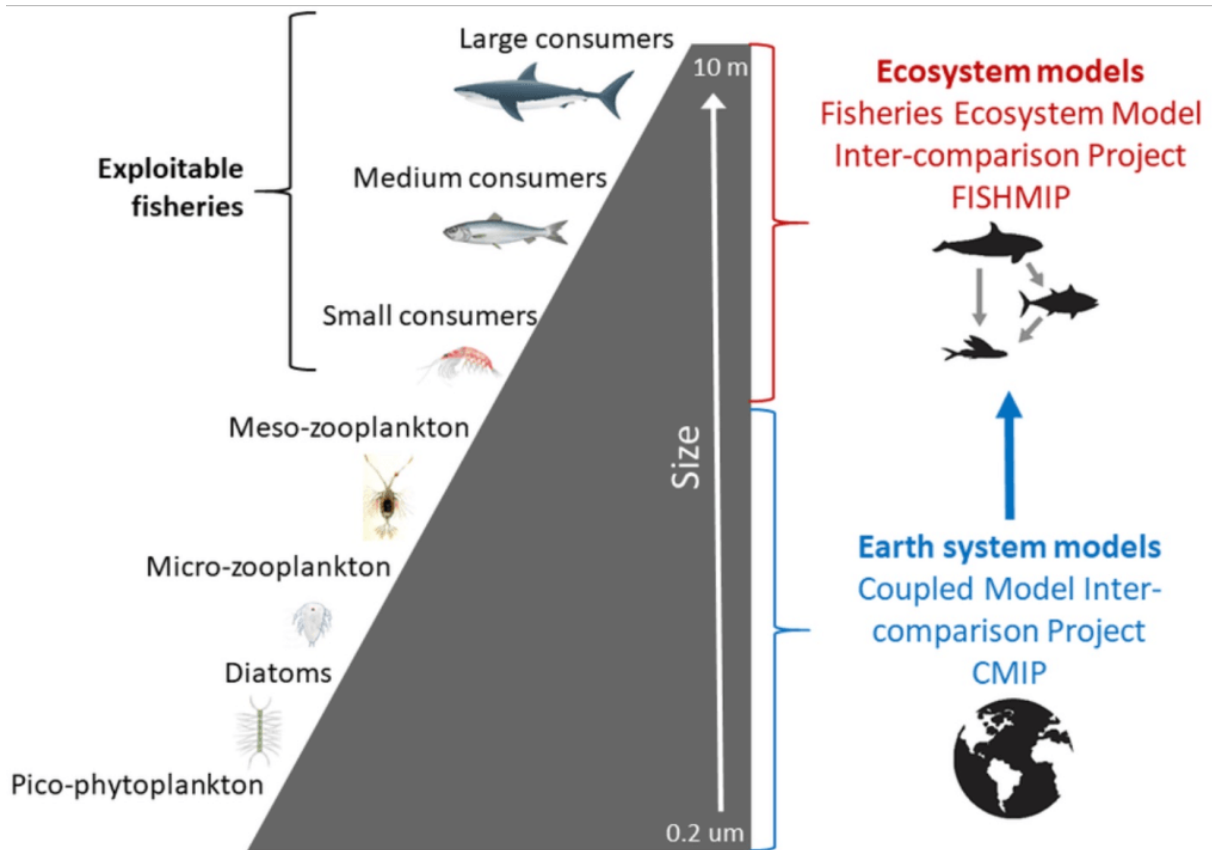 Large consumers
10 m
Exploitable
fisheries
Medium consumers
Small consumers
Meso-zooplankton
Micro-zooplankton
Diatoms
Pico-phytoplankton
Size
0.2 um
Ecosystem models
Fisheries Ecosystem Model
Inter-comparison Project
FISHMIP
Earth system models
Coupled Model Inter-
comparison Project
CMIP